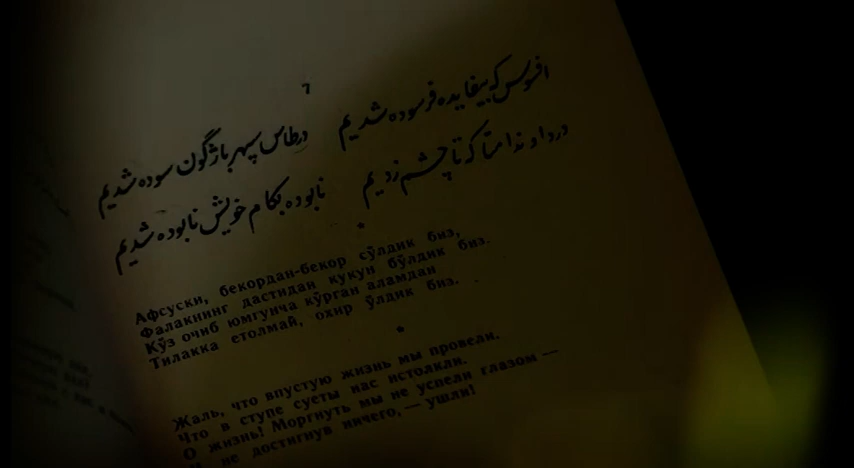 ۷
افسوس که بیفایده فرسوده شدیم
در طاس سپهر باژگون سوده شدیم
دردا و ندامتا که تا چشم زدیم
نابوده بکام خویش نابوده شدیم
*
Афсуски, бекордан-бекор сўлдик биз,
Фалакнинг дастидан кукун бўлдик биз.
Кўз очиб юмгунча кўрган аламдан
Тилакка етолмай, охир ўлдик биз.
*
Жаль, что впустую жизнь мы провели.
Что в ступе суеты нас истолкли.
О жизнь! Моргнуть мы не успели глазом —
не достигнув ничего, — ушли!